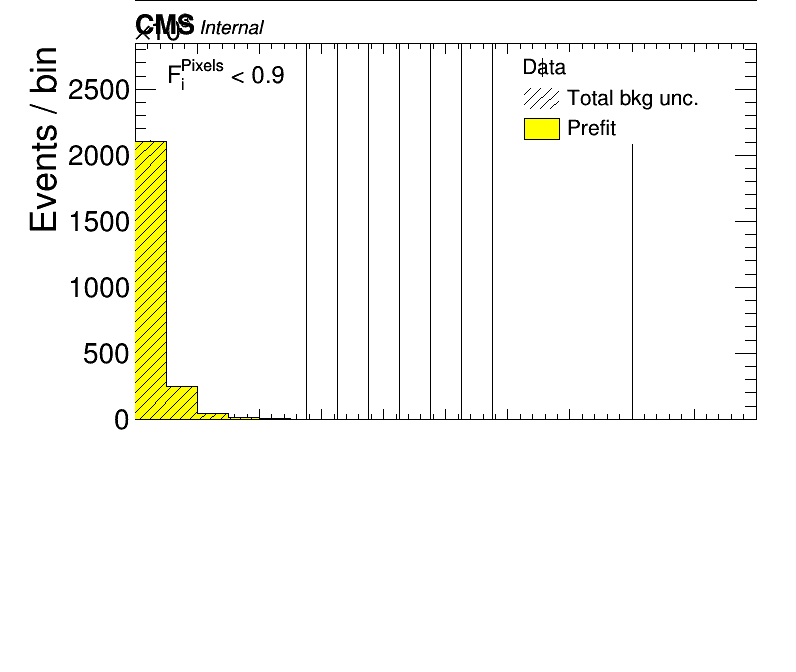 CMS Internal
F_i^Pixels < 0.9
Data
Total bkg unc.
Prefit
Events / bin
2500
2000
1500
1000
500
0